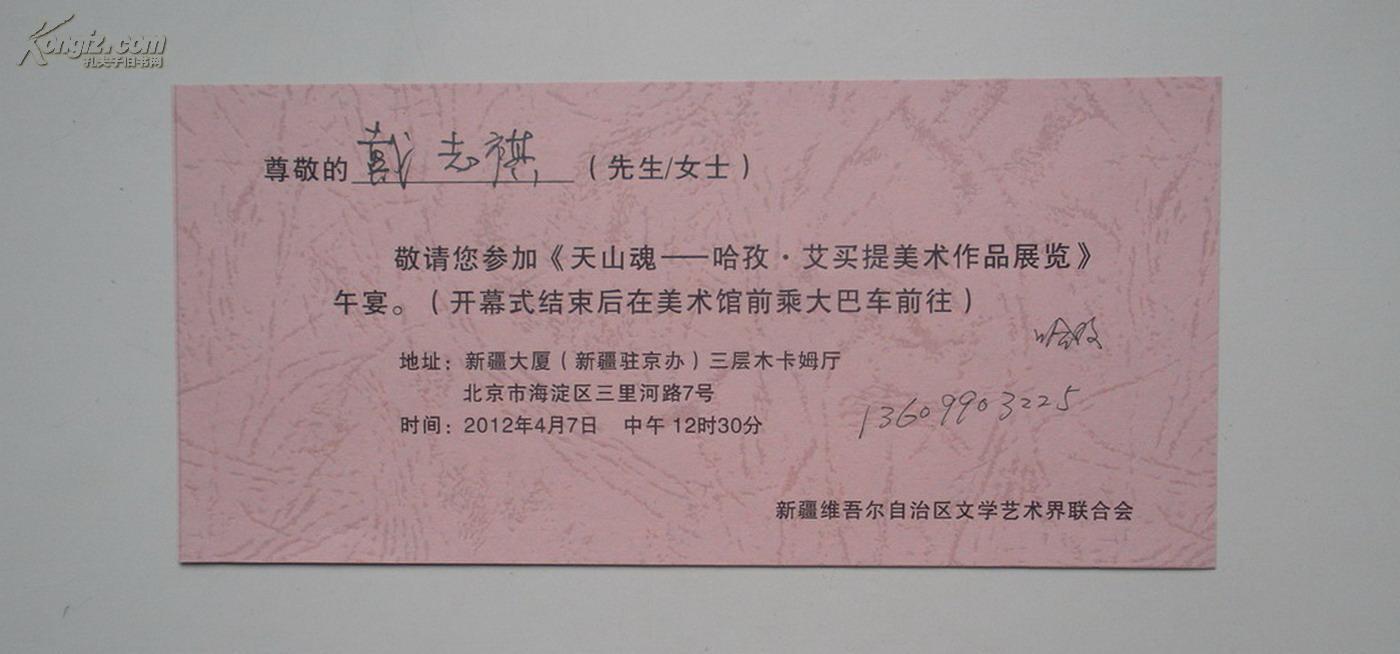 Kongfz.com
孔夫子旧书网
尊敬的 戴志祺 (先生/女士)
敬请您参加《天山魂——哈孜·艾买提美术作品展览》
午宴。(开幕式结束后在美术馆前乘大巴车前往)
哈孜
地址：新疆大厦(新疆驻京办)三层木卡姆厅
北京市海淀区三里河路7号
13609903225
时间：2012年4月7日 中午 12时30分
新疆维吾尔自治区文学艺术界联合会